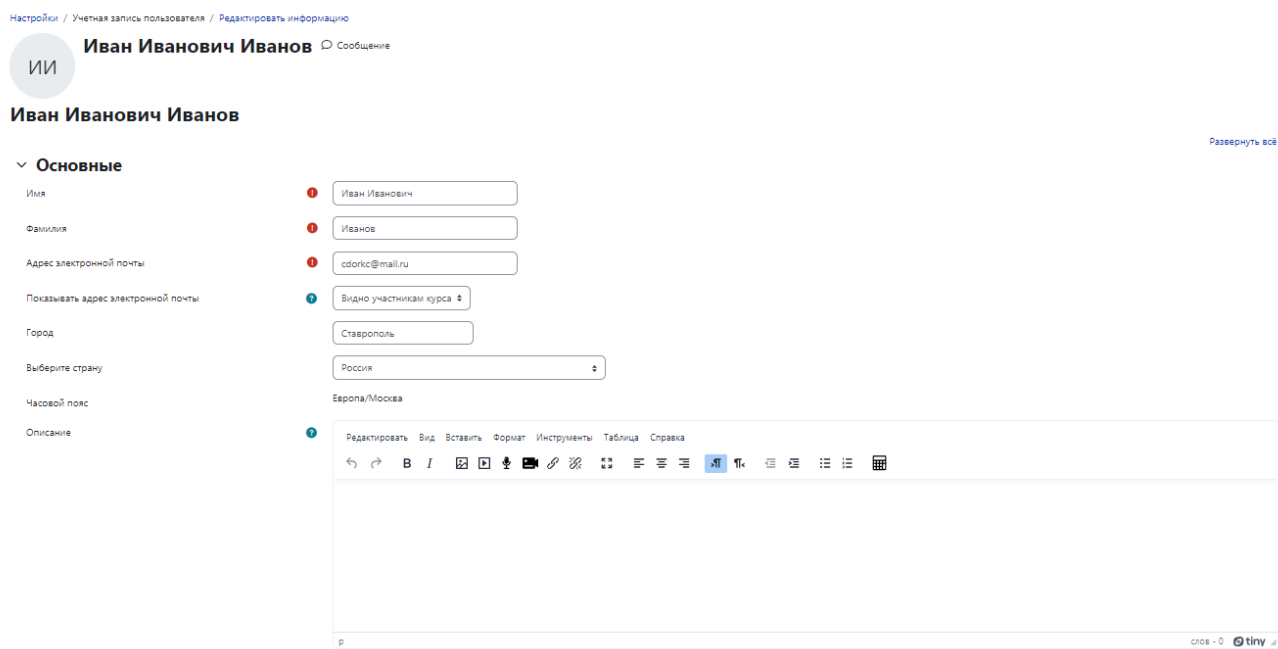 Настройки / Учетная запись пользователя / Редактировать информацию
ИИ
Иван Иванович Иванов Сообщение
Иван Иванович Иванов
Развернуть всё
Основные
Имя Иван Иванович
Фамилия Иванов
Адрес электронной почты cdorkc@mail.ru
Показывать адрес электронной почты Видно участникам курса
Город Ставрополь
Выберите страну Россия
Часовой пояс Европа/Москва
Описание
Редактировать Вид Вставить Формат Инструменты Таблица Справка
B I
p слов - 0 tiny